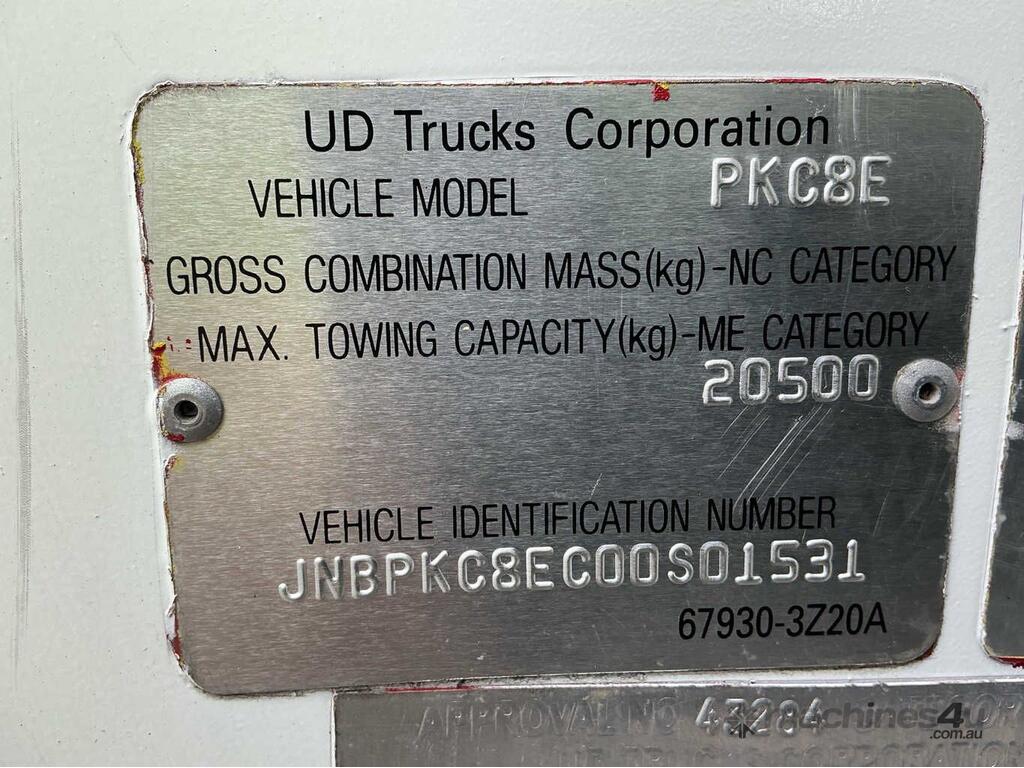 UD Trucks Corporation
VEHICLE MODEL PKC8E
GROSS COMBINATION MASS(kg)-NC CATEGORY
MAX. TOWING CAPACITY(kg)-ME CATEGORY
20500
VEHICLE IDENTIFICATION NUMBER
JNBPKC8EC00S01531
67930-3Z20A
APPROVAL NO 43284
machines4u
.com.au
CORPORATION